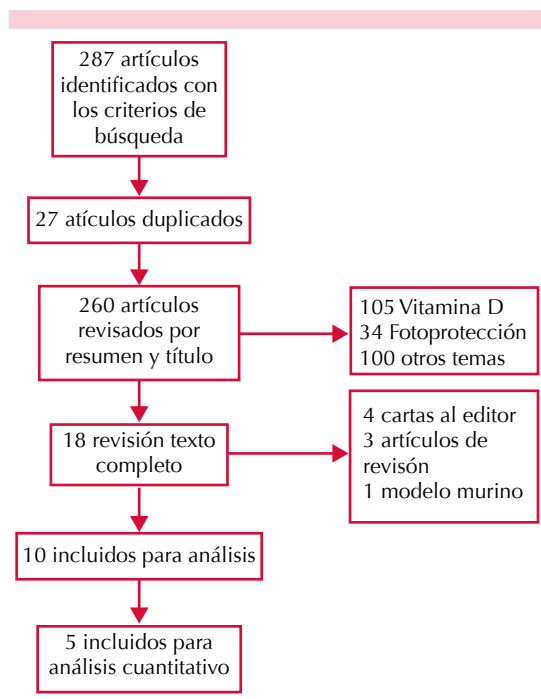 287 artículos
identificados con
los criterios de
búsqueda
27 atículos duplicados
260 artículos
revisados por
resumen y título
105 Vitamina D
34 Fotoprotección
100 otros temas
18 revisión texto
completo
4 cartas al editor
3 artículos de
revisón
1 modelo murino
10 incluidos para análisis
5 incluidos para
análisis cuantitativo